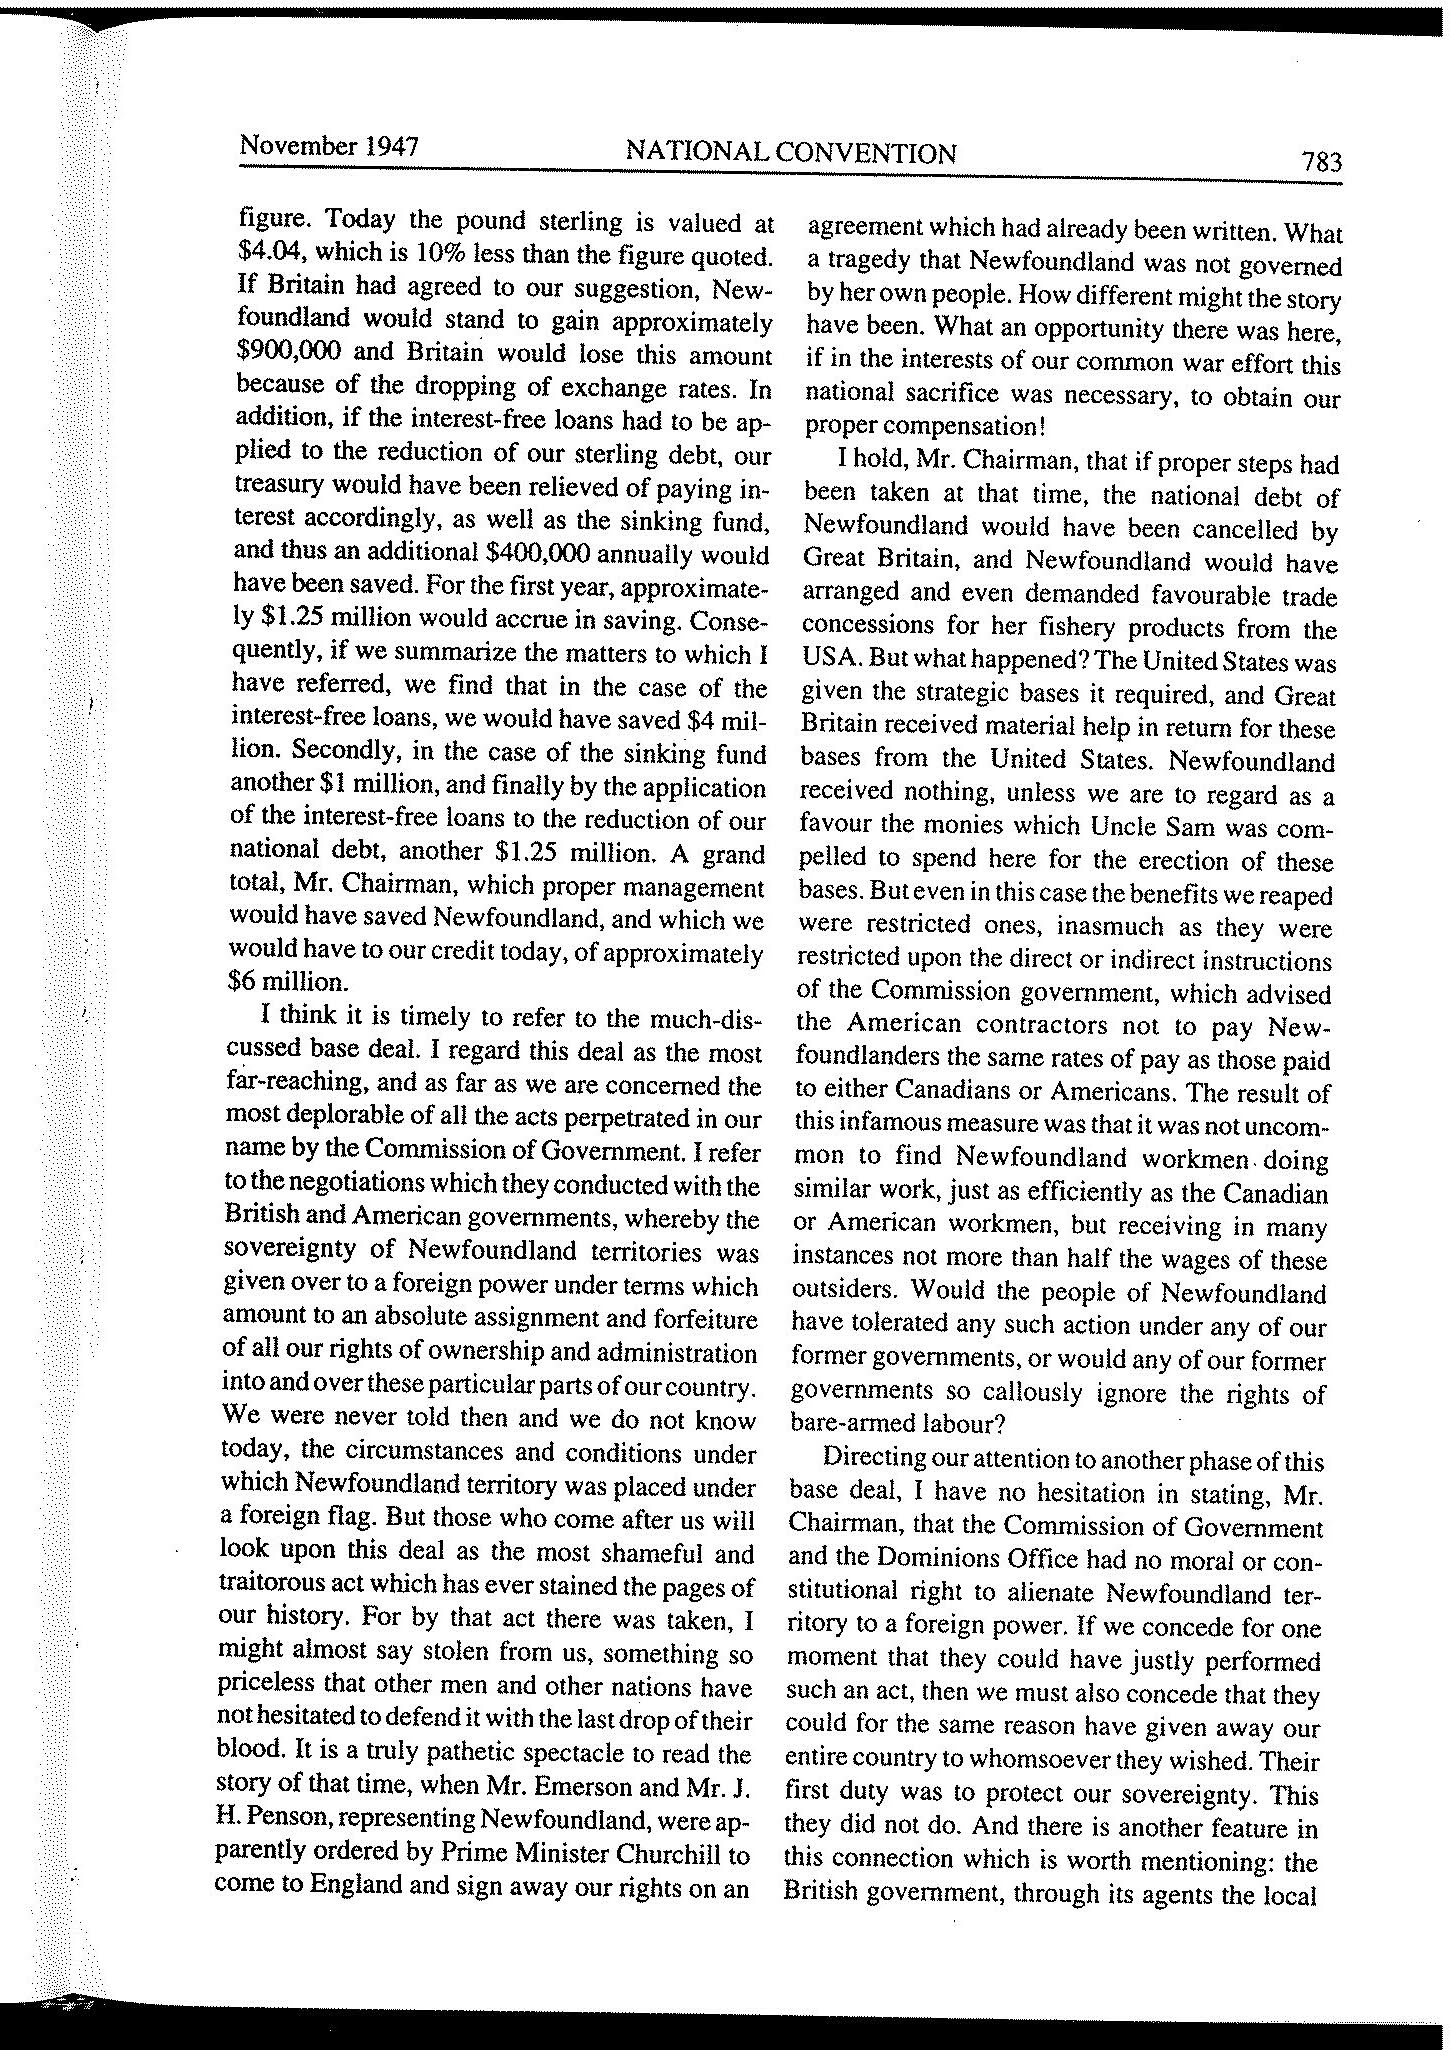 November 1947
NATIONAL CONVENTION
783
figure. Today the pound sterling is valued at
$4.04, which is 10% less than the figure quoted.
If Britain had agreed to our suggestion, New-
foundland would stand to gain approximately
$900,000 and Britain would lose this amount
because of the dropping of exchange rates. In
addition, if the interest-free loans had to be ap-
plied to the reduction of our sterling debt, our
treasury would have been relieved of paying in-
terest accordingly, as well as the sinking fund,
and thus an additional $400,000 annually would
have been saved. For the first year, approximate-
ly $1.25 million would accrue in saving. Conse-
quently, if we summarize the matters to which I
have referred, we find that in the case of the
interest-free loans, we would have saved $4 mil-
lion. Secondly, in the case of the sinking fund
another $1 million, and finally by the application
of the interest-free loans to the reduction of our
national debt, another $1.25 million. A grand
total, Mr. Chairman, which proper management
would have saved Newfoundland, and which we
would have to our credit today, of approximately
$6 million.
I think it is timely to refer to the much-dis-
cussed base deal. I regard this deal as the most
far-reaching, and as far as we are concerned the
most deplorable of all the acts perpetrated in our
name by the Commission of Government. I refer
to the negotiations which they conducted with the
British and American governments, whereby the
sovereignty of Newfoundland territories was
given over to a foreign power under terms which
amount to an absolute assignment and forfeiture
of all our rights of ownership and administration
into and over these particular parts of our country.
We were never told then and we do not know
today, the circumstances and conditions under
which Newfoundland territory was placed under
a foreign flag. But those who come after us will
look upon this deal as the most shameful and
traitorous act which has ever stained the pages of
our history. For by that act there was taken, I
might almost say stolen from us, something so
priceless that other men and other nations have
not hesitated to defend it with the last drop of their
blood. It is a truly pathetic spectacle to read the
story of that time, when Mr. Emerson and Mr. J.
H. Penson, representing Newfoundland, were ap-
parently ordered by Prime Minister Churchill to
come to England and sign away our rights on an
agreement which had already been written. What
a tragedy that Newfoundland was not governed
by her own people. How different might the story
have been. What an opportunity there was here,
if in the interests of our common war effort this
national sacrifice was necessary, to obtain our
proper compensation!
I hold, Mr. Chairman, that if proper steps had
been taken at that time, the national debt of
Newfoundland would have been cancelled by
Great Britain, and Newfoundland would have
arranged and even demanded favourable trade
concessions for her fishery products from the
USA. But what happened? The United States was
given the strategic bases it required, and Great
Britain received material help in return for these
bases from the United States. Newfoundland
received nothing, unless we are to regard as a
favour the monies which Uncle Sam was com-
pelled to spend here for the erection of these
bases. But even in this case the benefits we reaped
were restricted ones, inasmuch as they were
restricted upon the direct or indirect instructions
of the Commission government, which advised
the American contractors not to pay New-
foundlanders the same rates of pay as those paid
to either Canadians or Americans. The result of
this infamous measure was that it was not uncom-
mon to find Newfoundland workmen doing
similar work, just as efficiently as the Canadian
or American workmen, but receiving in many
instances not more than half the wages of these
outsiders. Would the people of Newfoundland
have tolerated any such action under any of our
former governments, or would any of our former
governments so callously ignore the rights of
bare-armed labour?
Directing our attention to another phase of this
base deal, I have no hesitation in stating, Mr.
Chairman, that the Commission of Government
and the Dominions Office had no moral or con-
stitutional right to alienate Newfoundland ter-
ritory to a foreign power. If we concede for one
moment that they could have justly performed
such an act, then we must also concede that they
could for the same reason have given away our
entire country to whomsoever they wished. Their
first duty was to protect our sovereignty. This
they did not do. And there is another feature in
this connection which is worth mentioning: the
British government, through its agents the local